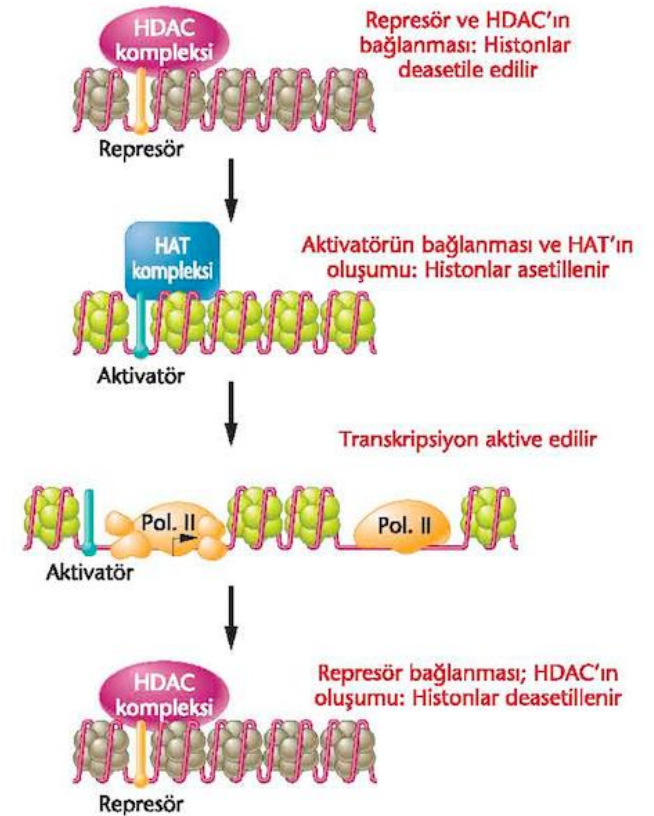 HDAC
kompleksi
Represör ve HDAC'ın
bağlanması: Histonlar
deasetile edilir
Represör
HAT
kompleksi
Aktivatörün bağlanması ve HAT'ın
oluşumu: Histonlar asetillenir
Aktivatör
Transkripsiyon aktive edilir
Pol. II
Pol. II
Aktivatör
HDAC
kompleksi
Represör bağlanması; HDAC'ın
oluşumu: Histonlar deasetillenir
Represör